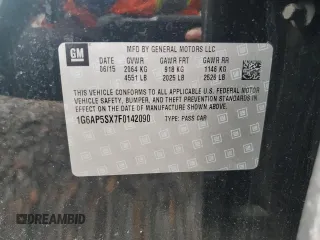 GM
MFD BY GENERAL MOTORS LLC
DATE GVWR GAWR FRT GAWR RR
06/15 2064 KG 918 KG 1146 KG
4551 LB 2025 LB 2526 LB
THIS VEHICLE CONFORMS TO ALL APPLICABLE U.S. FEDERAL MOTOR
VEHICLE SAFETY, BUMPER, AND THEFT PREVENTION STANDARDS IN
EFFECT ON THE DATE OF MANUFACTURE SHOWN ABOVE.
1G6AP5SX7F0142090 TYPE: PASS CAR
DREAMBID